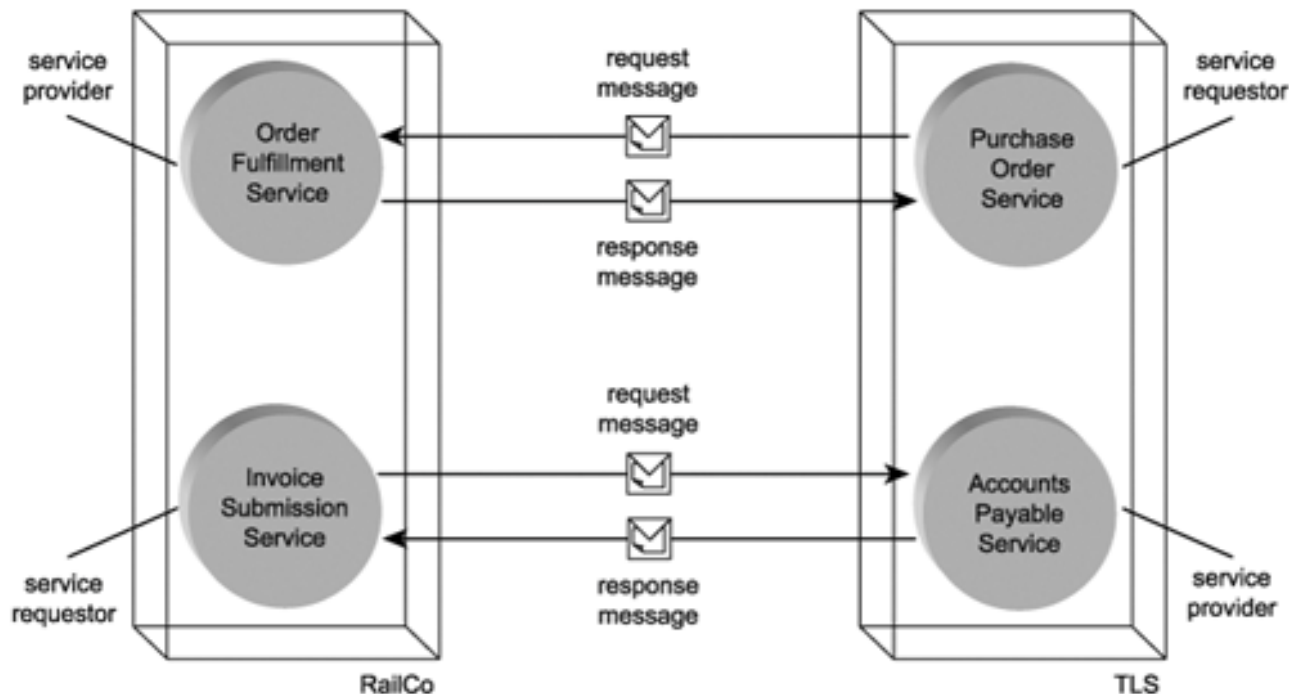 service
provider
Order
Fulfillment
Service
request
message
response
message
Purchase
Order
Service
service
requestor
Invoice
Submission
Service
service
requestor
request
message
response
message
Accounts
Payable
Service
service
provider
RailCo
TLS